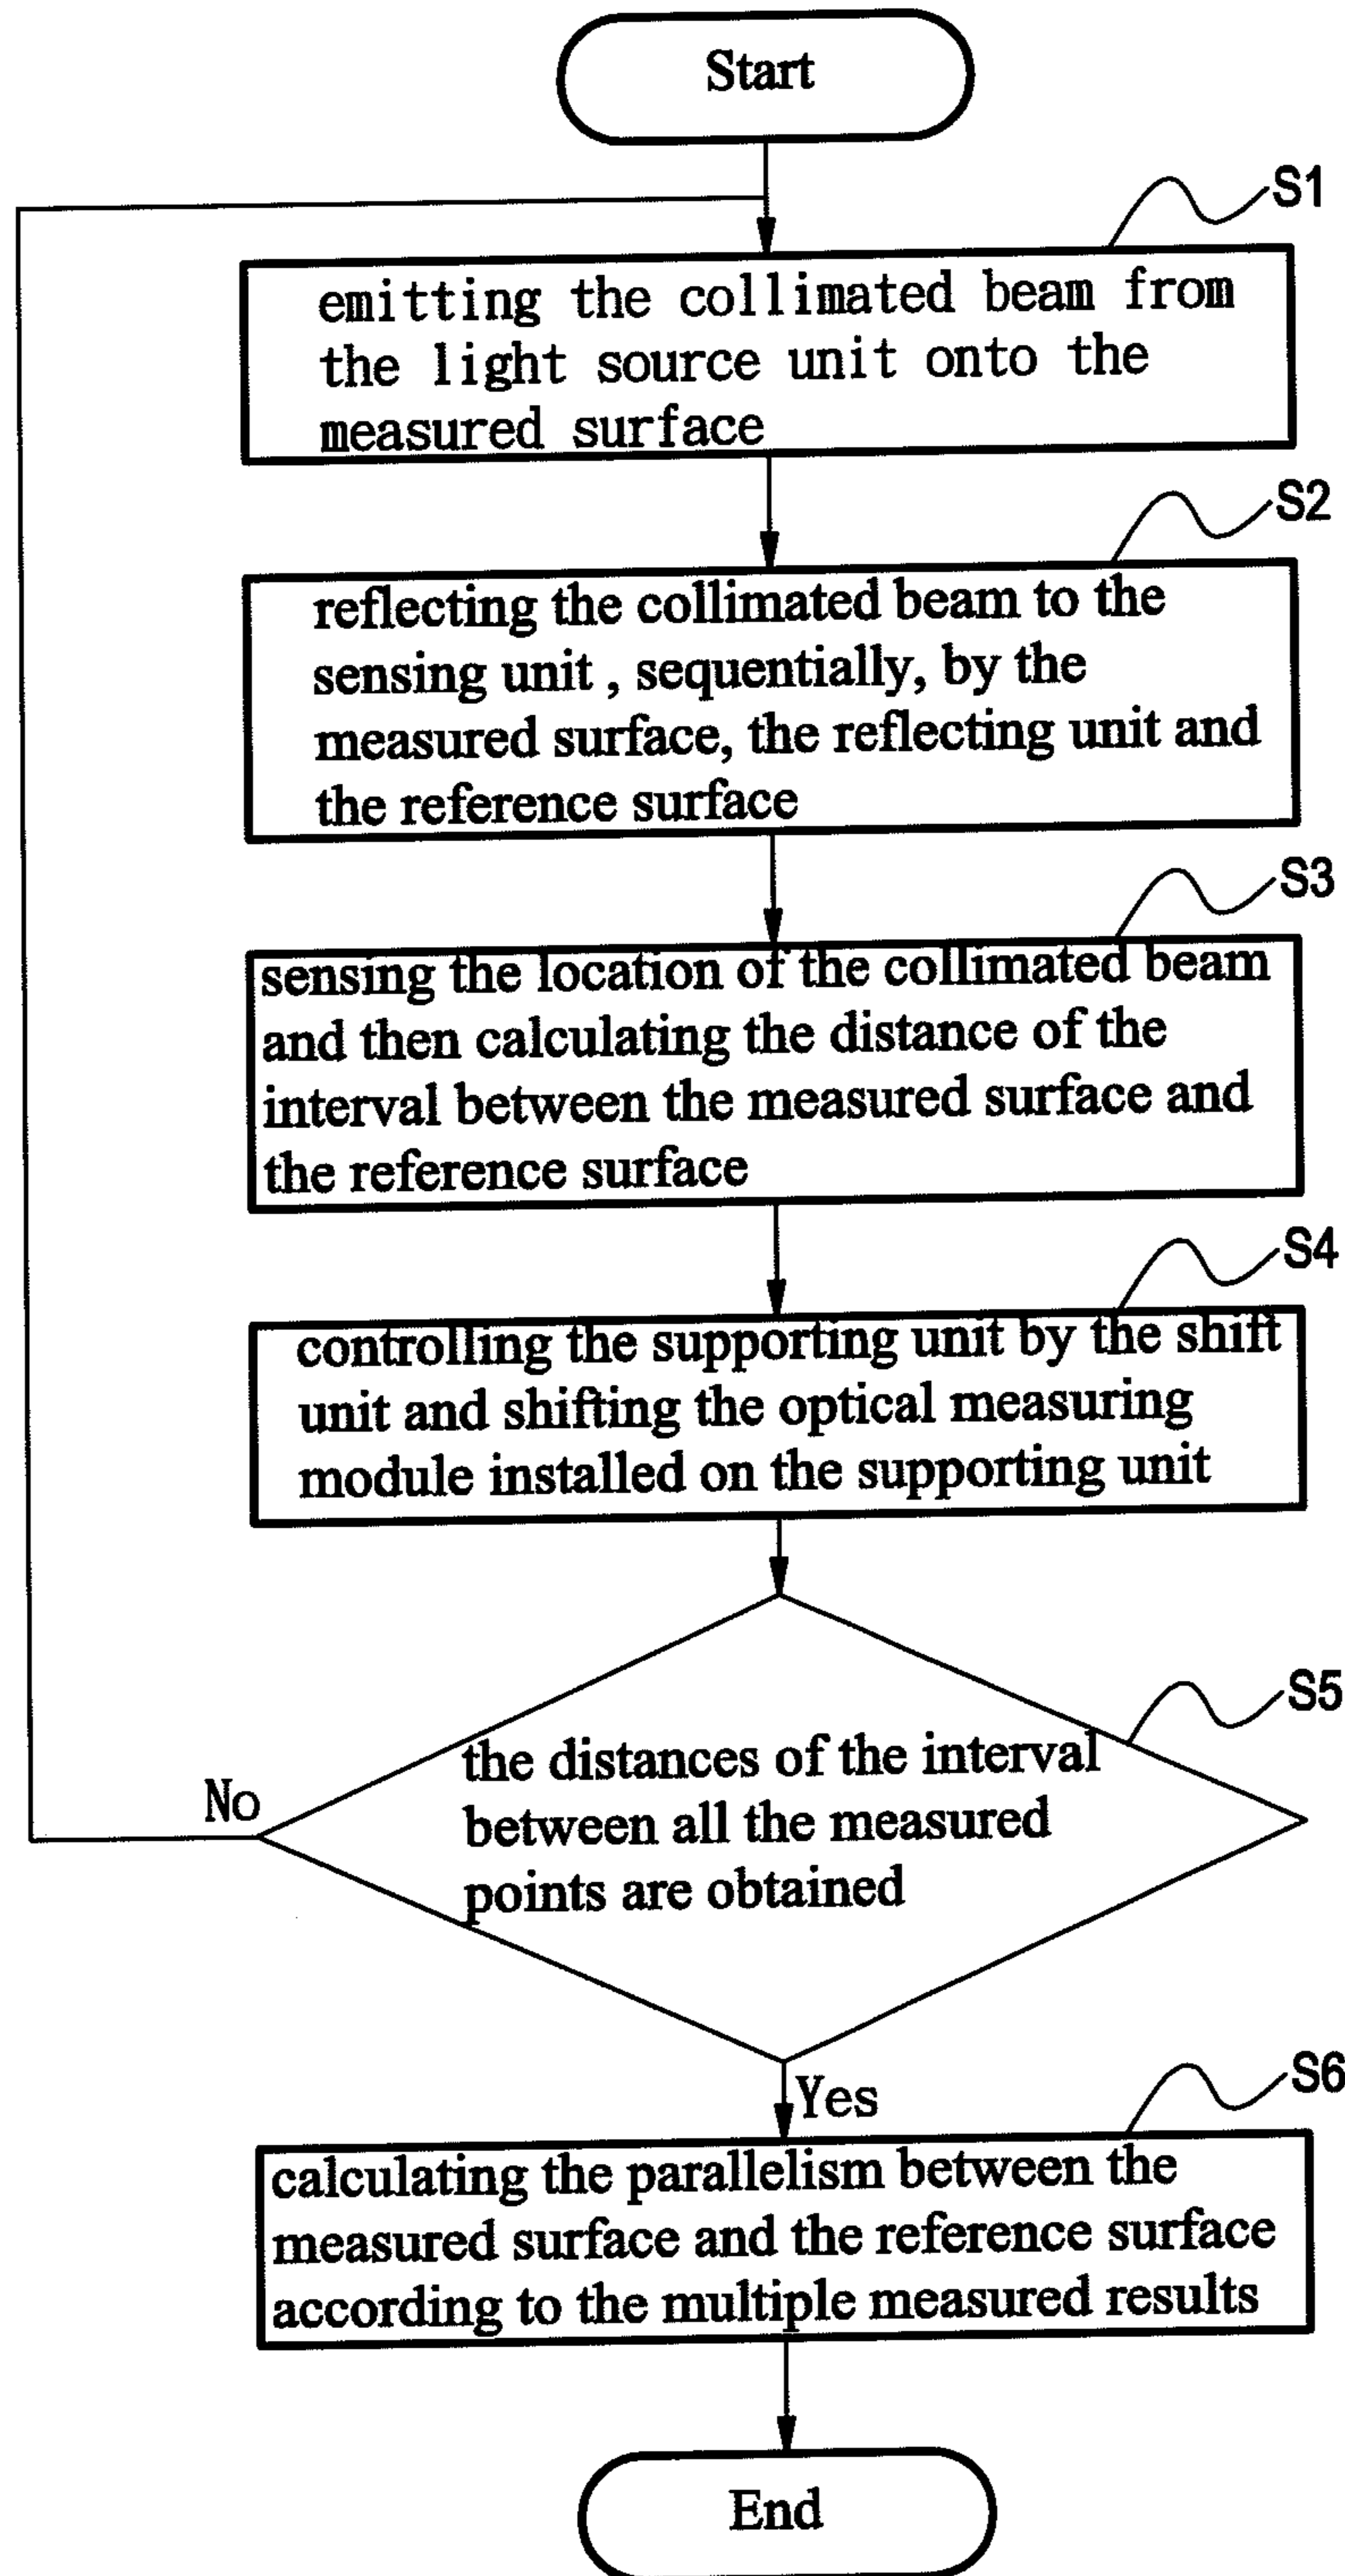 Start
S1
emitting the collimated beam from
the light source unit onto the
measured surface
S2
reflecting the collimated beam to the
sensing unit , sequentially, by the
measured surface, the reflecting unit and
the reference surface
S3
sensing the location of the collimated beam
and then calculating the distance of the
interval between the measured surface and
the reference surface
S4
controlling the supporting unit by the shift
unit and shifting the optical measuring
module installed on the supporting unit
S5
the distances of the interval
between all the measured
points are obtained
No
Yes
S6
calculating the parallelism between the
measured surface and the reference surface
according to the multiple measured results
End